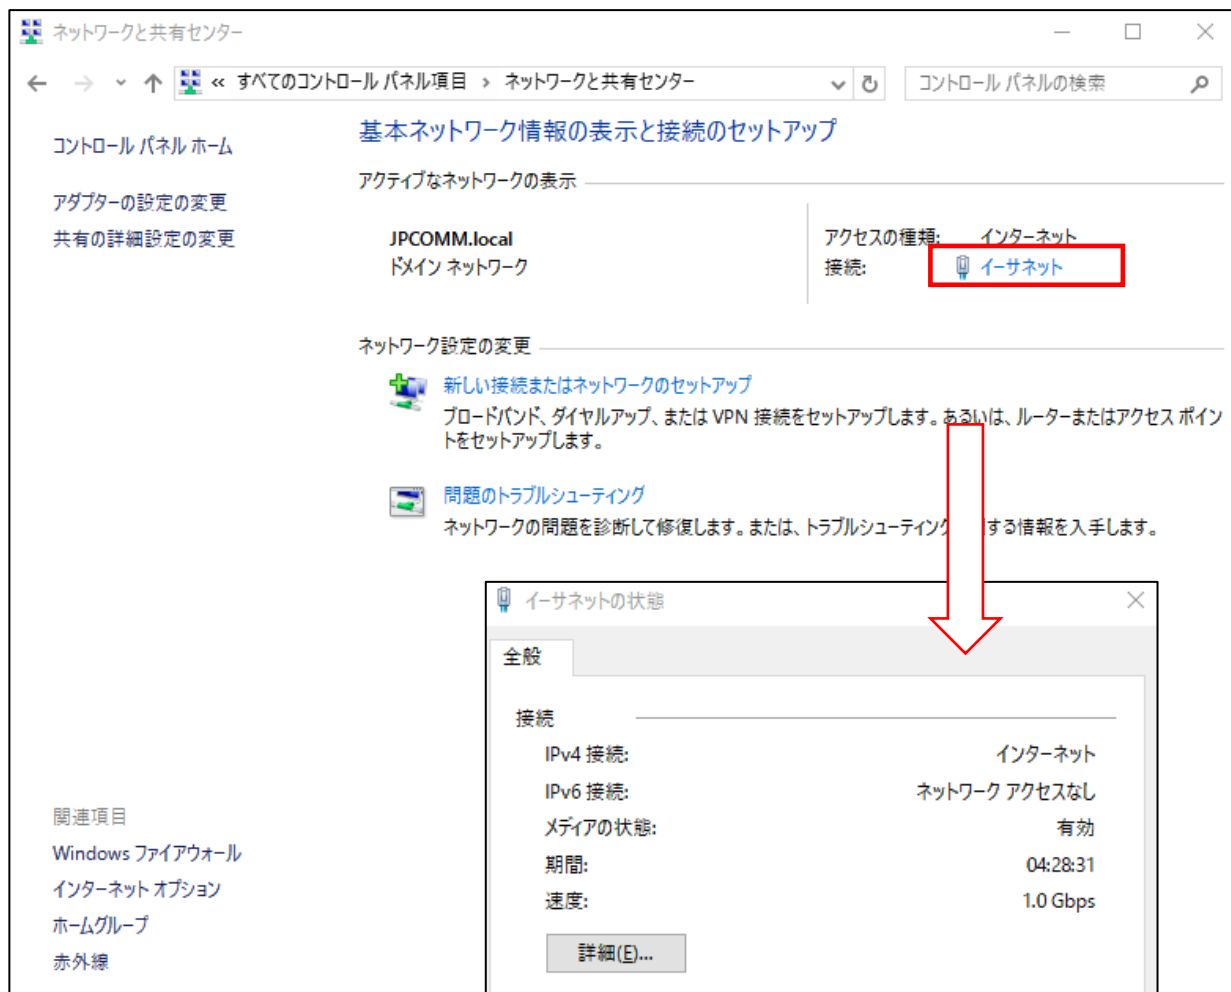 ネットワークと共有センター
« すべてのコントロール パネル項目 › ネットワークと共有センター
コントロール パネルの検索
コントロール パネル ホーム
アダプターの設定の変更
共有の詳細設定の変更
基本ネットワーク情報の表示と接続のセットアップ
アクティブなネットワークの表示
JPCOMM.local
ドメイン ネットワーク
アクセスの種類: インターネット
接続: イーサネット
ネットワーク設定の変更
新しい接続またはネットワークのセットアップ
ブロードバンド、ダイヤルアップ、または VPN 接続をセットアップします。あるいは、ルーターまたはアクセス ポイン
トをセットアップします。
問題のトラブルシューティング
ネットワークの問題を診断して修復します。または、トラブルシューティング する情報を入手します。
イーサネットの状態
全般
接続
IPv4 接続: インターネット
IPv6 接続: ネットワーク アクセスなし
メディアの状態: 有効
期間: 04:28:31
速度: 1.0 Gbps
詳細(E)...
関連項目
Windows ファイアウォール
インターネット オプション
ホームグループ
赤外線